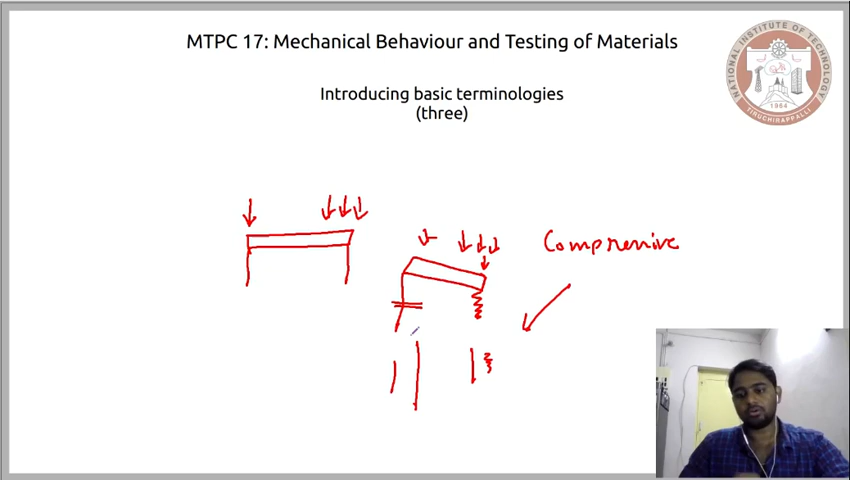 MTPC 17: Mechanical Behaviour and Testing of Materials
Introducing basic terminologies
(three)
NATIONAL INSTITUTE OF TECHNOLOGY
1964
TIRUCHIRAPPALLI
Compressive